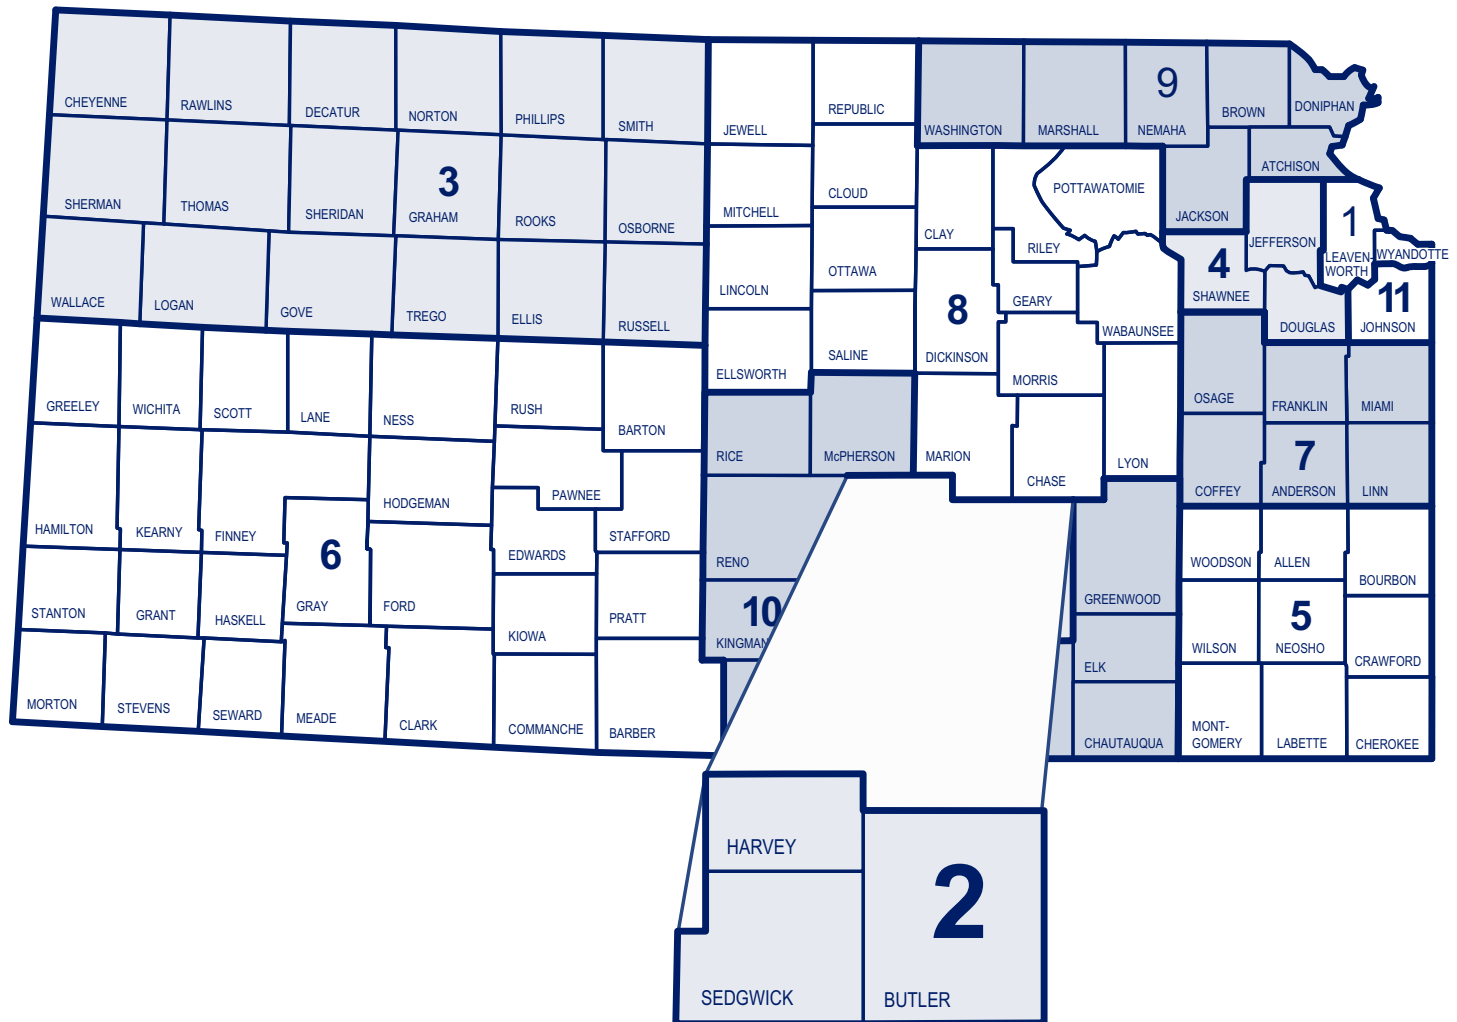 9
CHEYENNE
RAWLINS
DECATUR
NORTON
PHILLIPS
SMITH
JEWELL
REPUBLIC
WASHINGTON
MARSHALL
NEMAHA
BROWN
DONIPHAN
3
SHERMAN
THOMAS
SHERIDAN
GRAHAM
ROOKS
OSBORNE
MITCHELL
CLOUD
CLAY
RILEY
POTTAWATOMIE
JACKSON
ATCHISON
JEFFERSON
1
LEAVEN-
WORTH
WYANDOTTE
WALLACE
LOGAN
GOVE
TREGO
ELLIS
RUSSELL
LINCOLN
OTTAWA
8
DICKINSON
GEARY
WABAUNSEE
4
SHAWNEE
DOUGLAS
11
JOHNSON
ELLSWORTH
SALINE
MORRIS
GREELEY
WICHITA
SCOTT
LANE
NESS
RUSH
BARTON
RICE
McPHERSON
MARION
CHASE
LYON
OSAGE
FRANKLIN
MIAMI
7
COFFEY
ANDERSON
LINN
HAMILTON
KEARNY
FINNEY
HODGEMAN
PAWNEE
STAFFORD
RENO
6
GRAY
FORD
EDWARDS
STANTON
GRANT
HASKELL
KIOWA
PRATT
10
KINGMAN
GREENWOOD
WOODSON
ALLEN
BOURBON
5
WILSON
NEOSHO
CRAWFORD
ELK
MORTON
STEVENS
SEWARD
MEADE
CLARK
COMMANCHE
BARBER
CHAUTAUQUA
MONT-
GOMERY
LABETTE
CHEROKEE
HARVEY
2
SEDGWICK
BUTLER